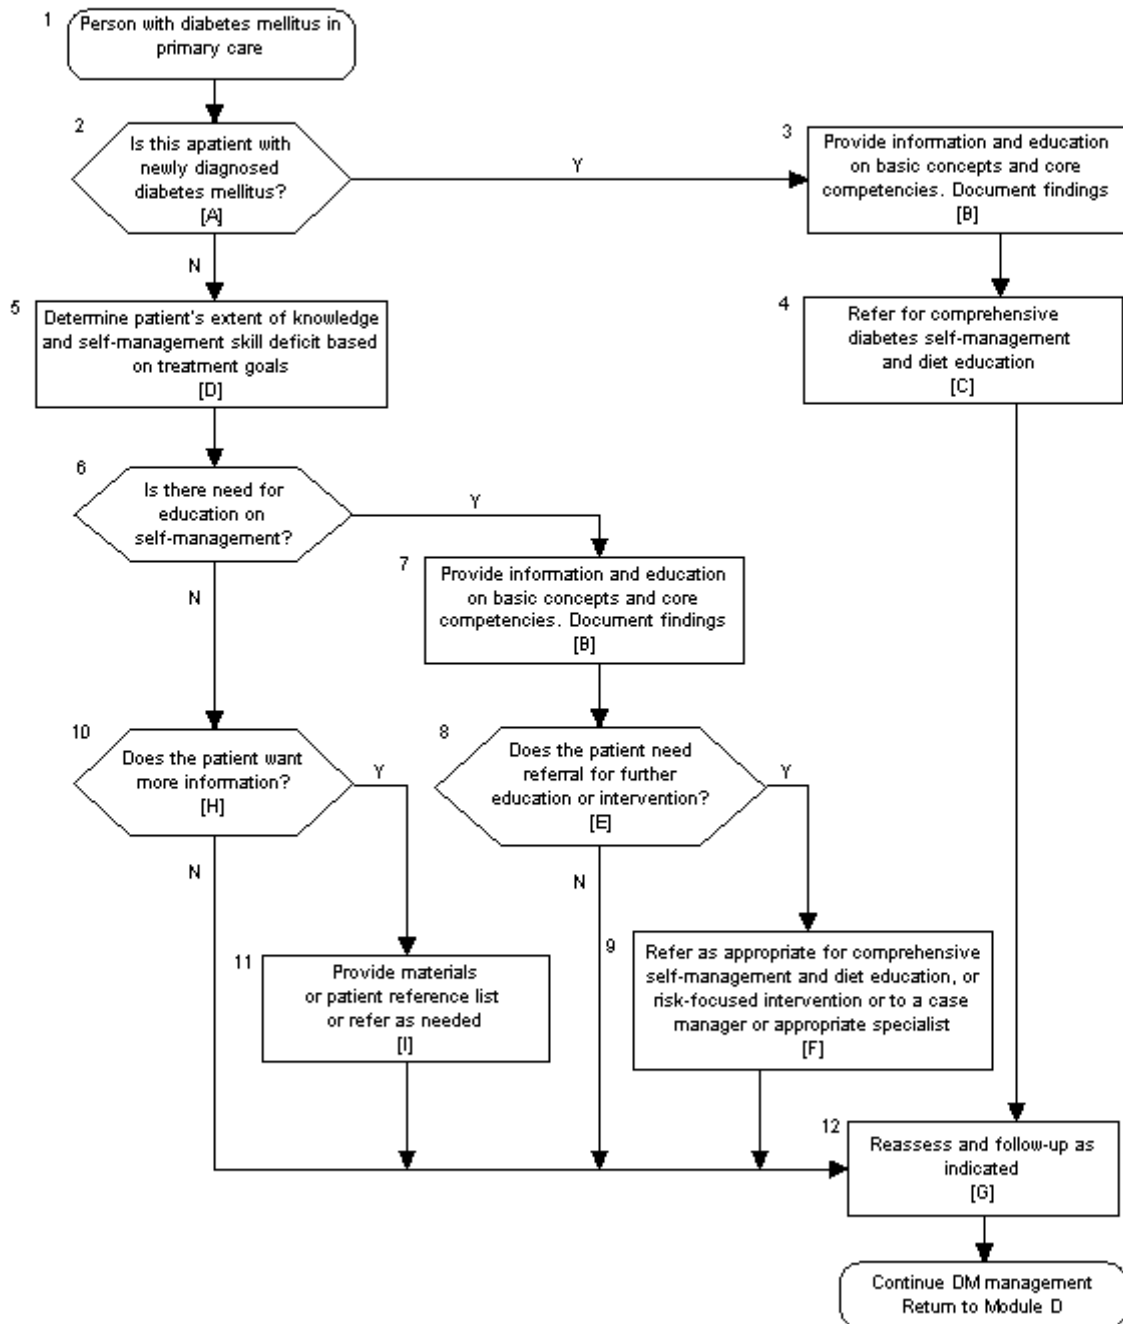 1
Person with diabetes mellitus in
primary care
2
Is this apatient with
newly diagnosed
diabetes mellitus?
[A]
Y
3
Provide information and education
on basic concepts and core
competencies. Document findings
[B]
N
4
Refer for comprehensive
diabetes self-management
and diet education
[C]
5
Determine patient's extent of knowledge
and self-management skill deficit based
on treatment goals
[D]
6
Is there need for
education on
self-management?
Y
N
7
Provide information and education
on basic concepts and core
competencies. Document findings
[B]
10
Does the patient want
more information?
[H]
Y
N
8
Does the patient need
referral for further
education or intervention?
[E]
Y
N
11
Provide materials
or patient reference list
or refer as needed
[I]
9
Refer as appropriate for comprehensive
self-management and diet education, or
risk-focused intervention or to a case
manager or appropriate specialist
[F]
12
Reassess and follow-up as
indicated
[G]
Continue DM management
Return to Module D